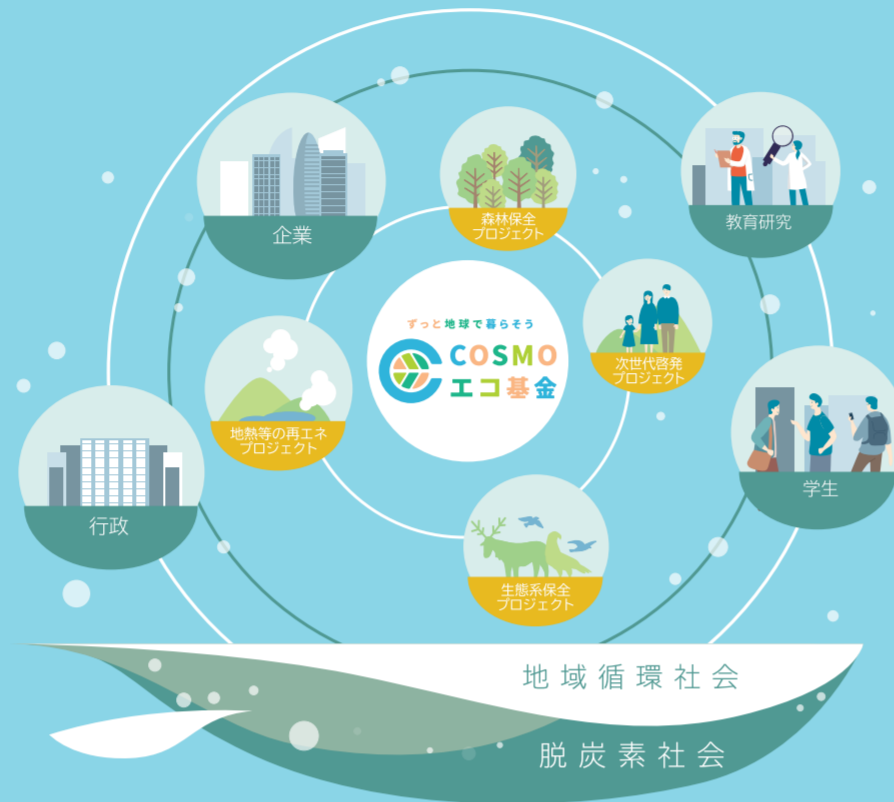 企業
森林保全
プロジェクト
教育研究
ずっと地球で暮らそう
COSMO
エコ基金
次世代啓発
プロジェクト
地熱等の再エネ
プロジェクト
行政
学生
生態系保全
プロジェクト
地域循環社会
脱炭素社会